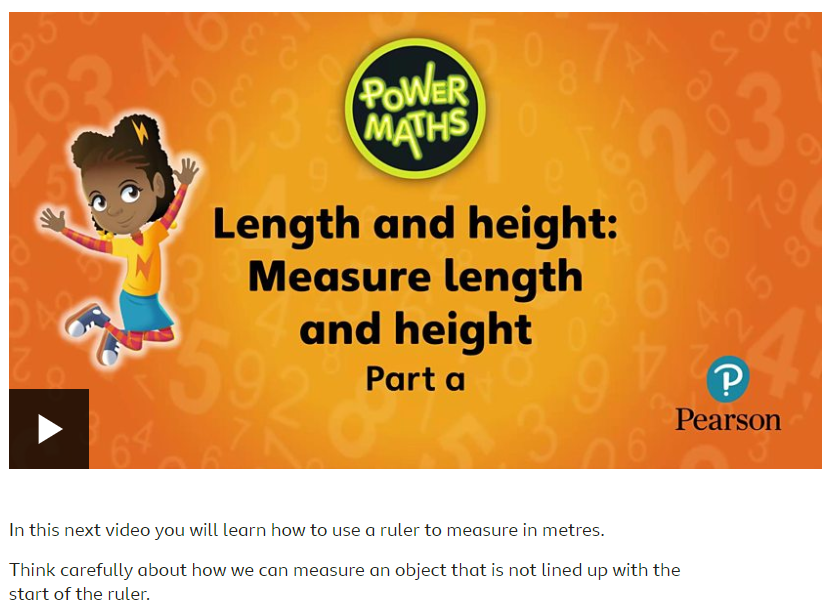 POWER
MATHS
Length and height:
Measure length
and height
Part a
Pearson
In this next video you will learn how to use a ruler to measure in metres.
Think carefully about how we can measure an object that is not lined up with the
start of the ruler.